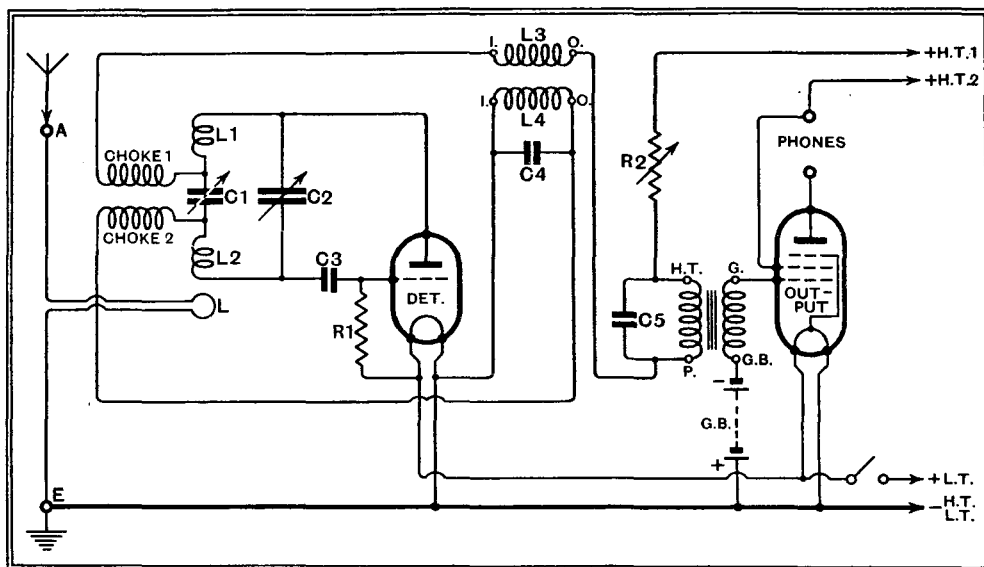 I. L3 O.
+H.T.1
+H.T.2
I. O.
L4
A
L1
PHONES
CHOKE 1
C4
R2
C1
C2
CHOKE 2
L2
C3
H.T. G.
DET.
OUT-
PUT
L
R1
C5
P. G.B.
-
G.B.
+
E
+L.T.
- H.T.
L.T.